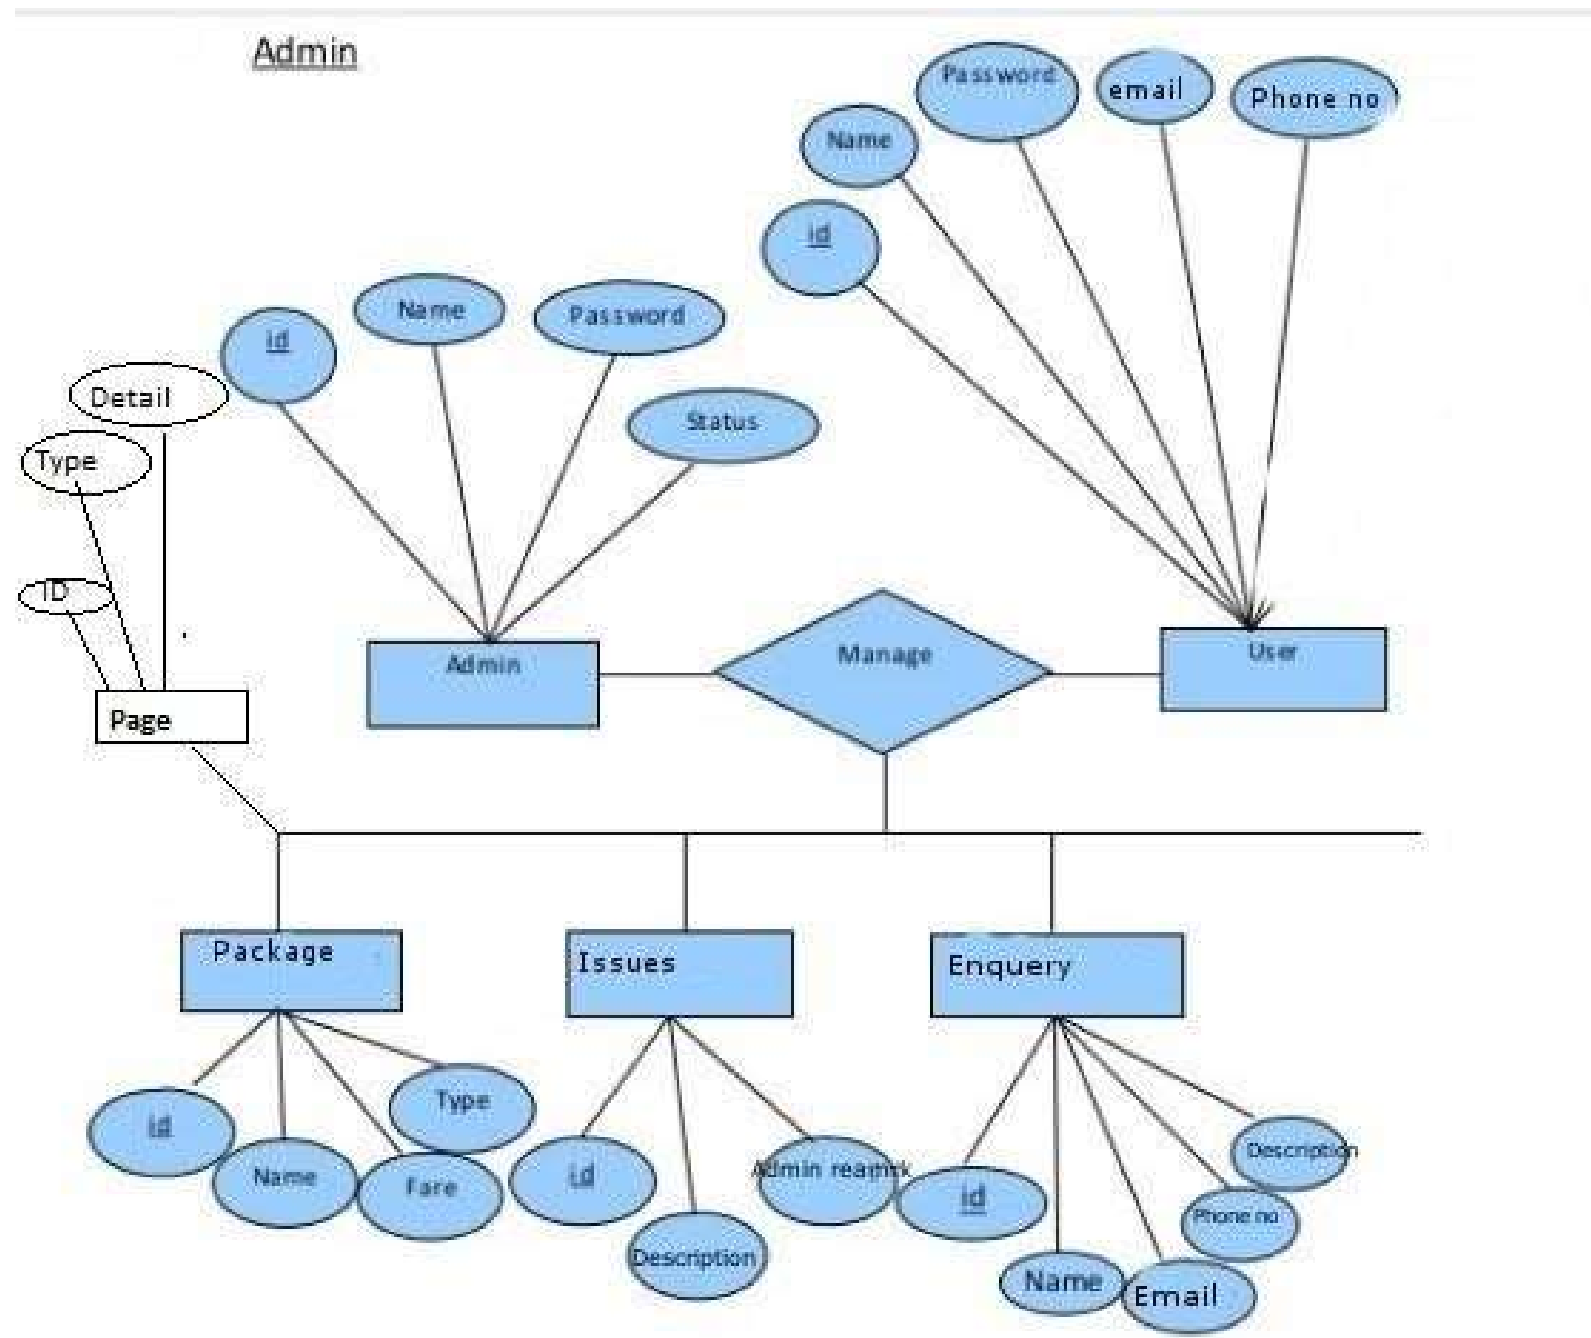 Admin
Password
email
Phone no
Name
id
Name
id
Password
Detail
Status
Type
ID
Manage
User
Admin
Page
Package
Issues
Enquery
Type
id
Description
Admin
id
Name
Fare
id
Phone no
Description
Name
Email